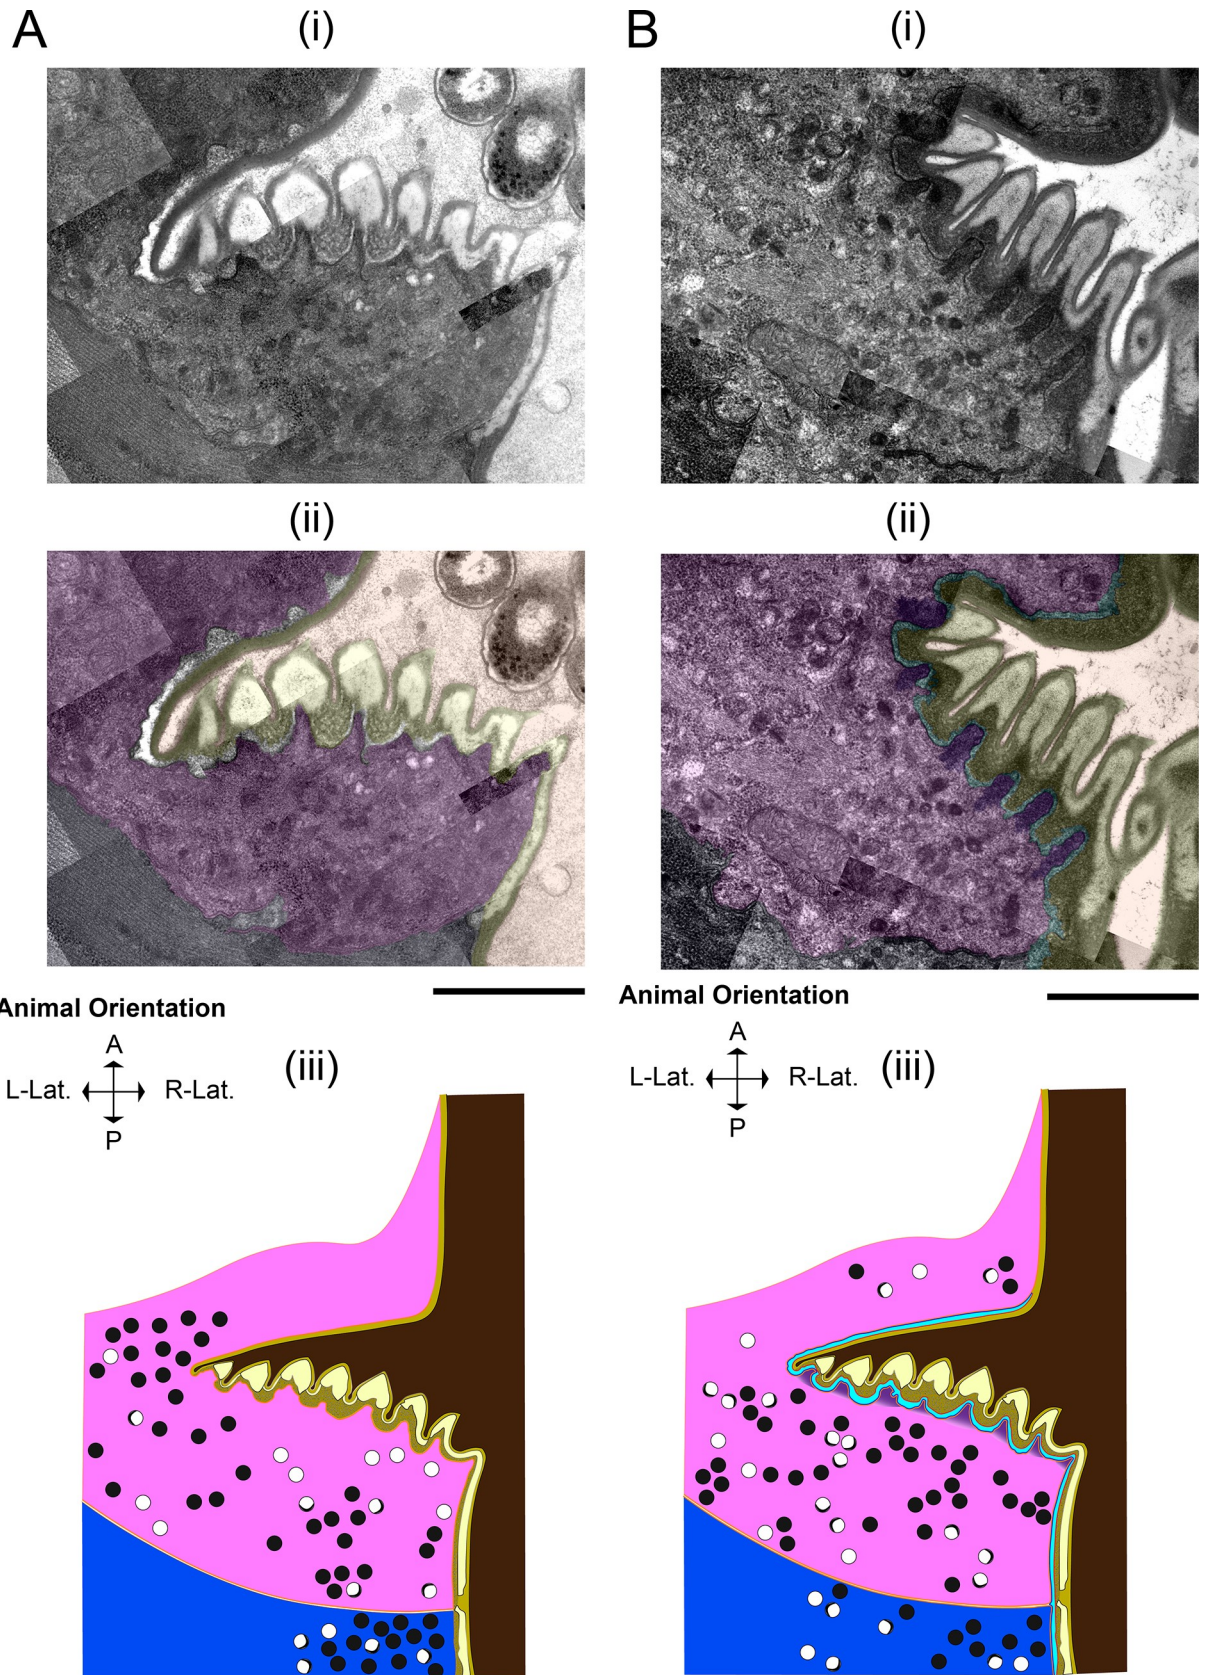 A
(i)
B
(i)
(ii)
(ii)
Animal Orientation
A
L-Lat.
R-Lat.
P
(iii)
Animal Orientation
A
L-Lat.
R-Lat.
P
(iii)